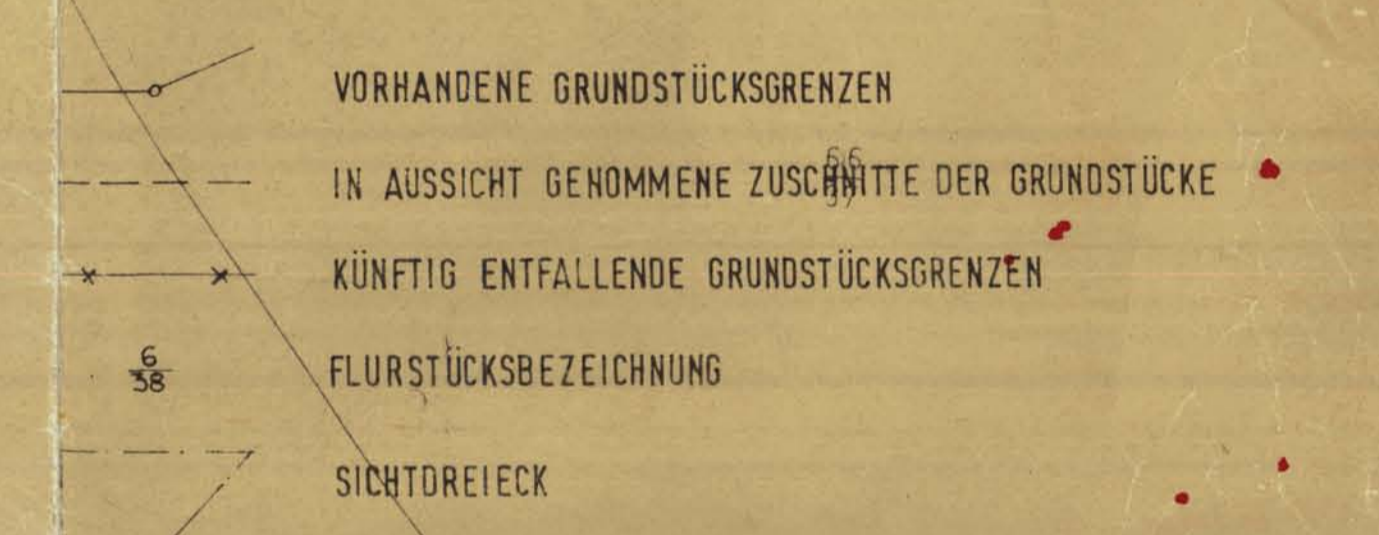 VORHANDENE GRUNDSTÜCKSGRENZEN
IN AUSSICHT GENOMMENE ZUSCHNITTE DER GRUNDSTÜCKE
KÜNFTIG ENTFALLENDE GRUNDSTÜCKSGRENZEN
6
38
FLURSTÜCKSBEZEICHNUNG
SICHTDREIECK